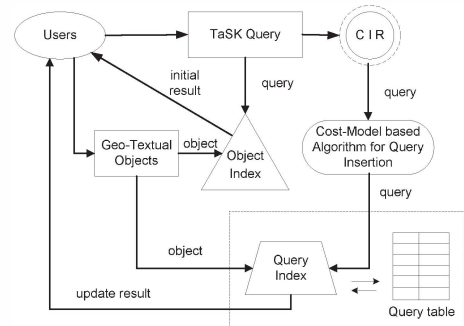 Users
TaSK Query
C I R
initial
result
query
query
Geo-Textual
Objects
object
Object
Index
Cost-Model based
Algorithm for Query
Insertion
query
object
Query
Index
update result
Query table